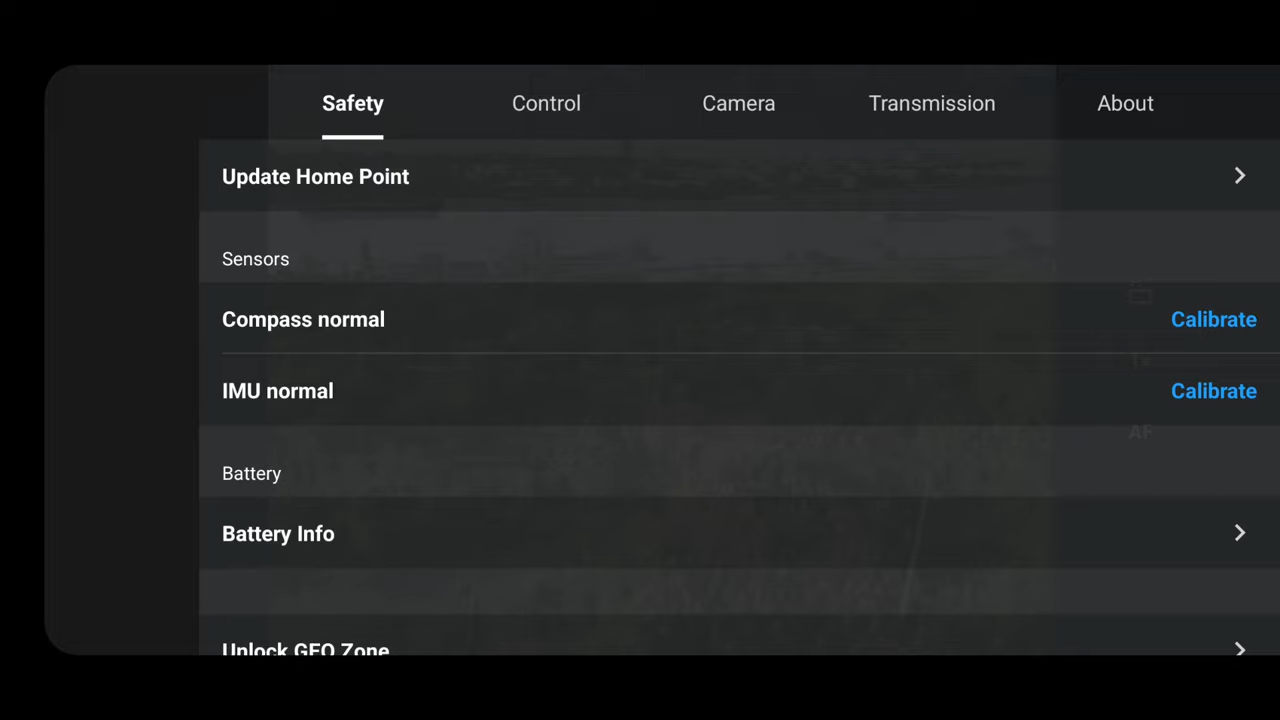 Safety Control Camera Transmission About
Update Home Point
Sensors
Compass normal Calibrate
IMU normal Calibrate
AF
Battery
Battery Info
Unlock GEO Zone